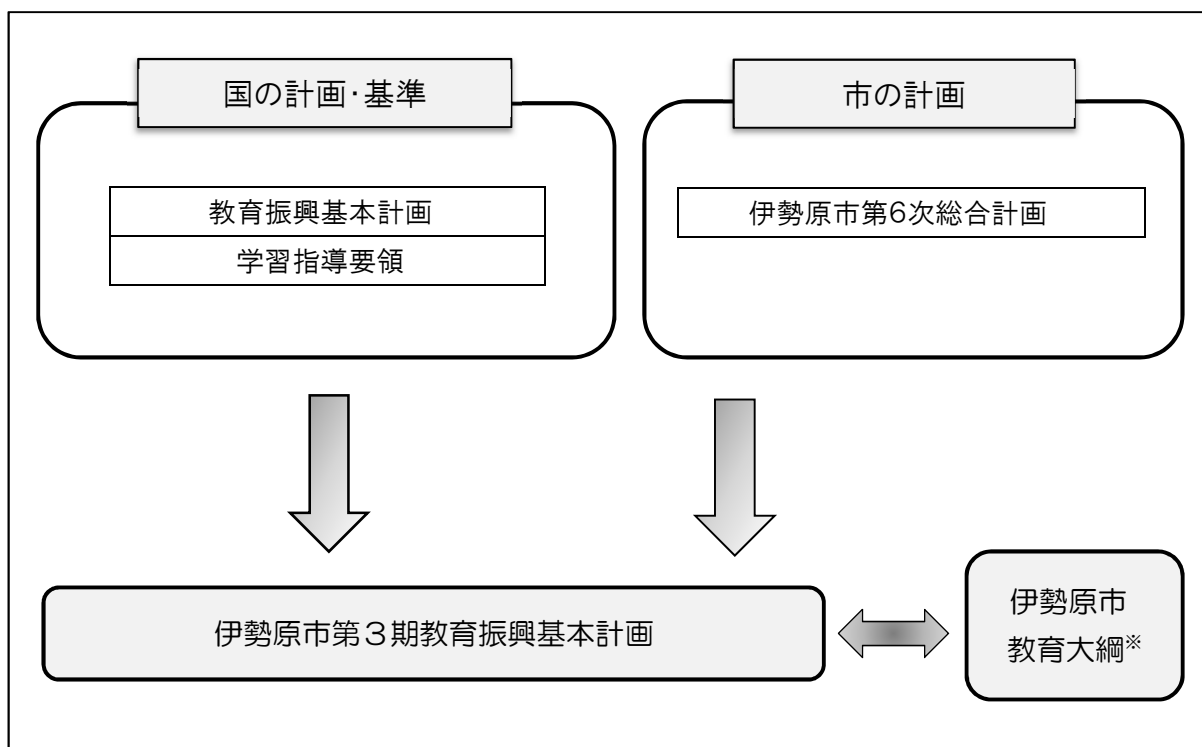 国の計画・基準
教育振興基本計画
学習指導要領
市の計画
伊勢原市第6次総合計画
伊勢原市第３期教育振興基本計画
伊勢原市
教育大綱※